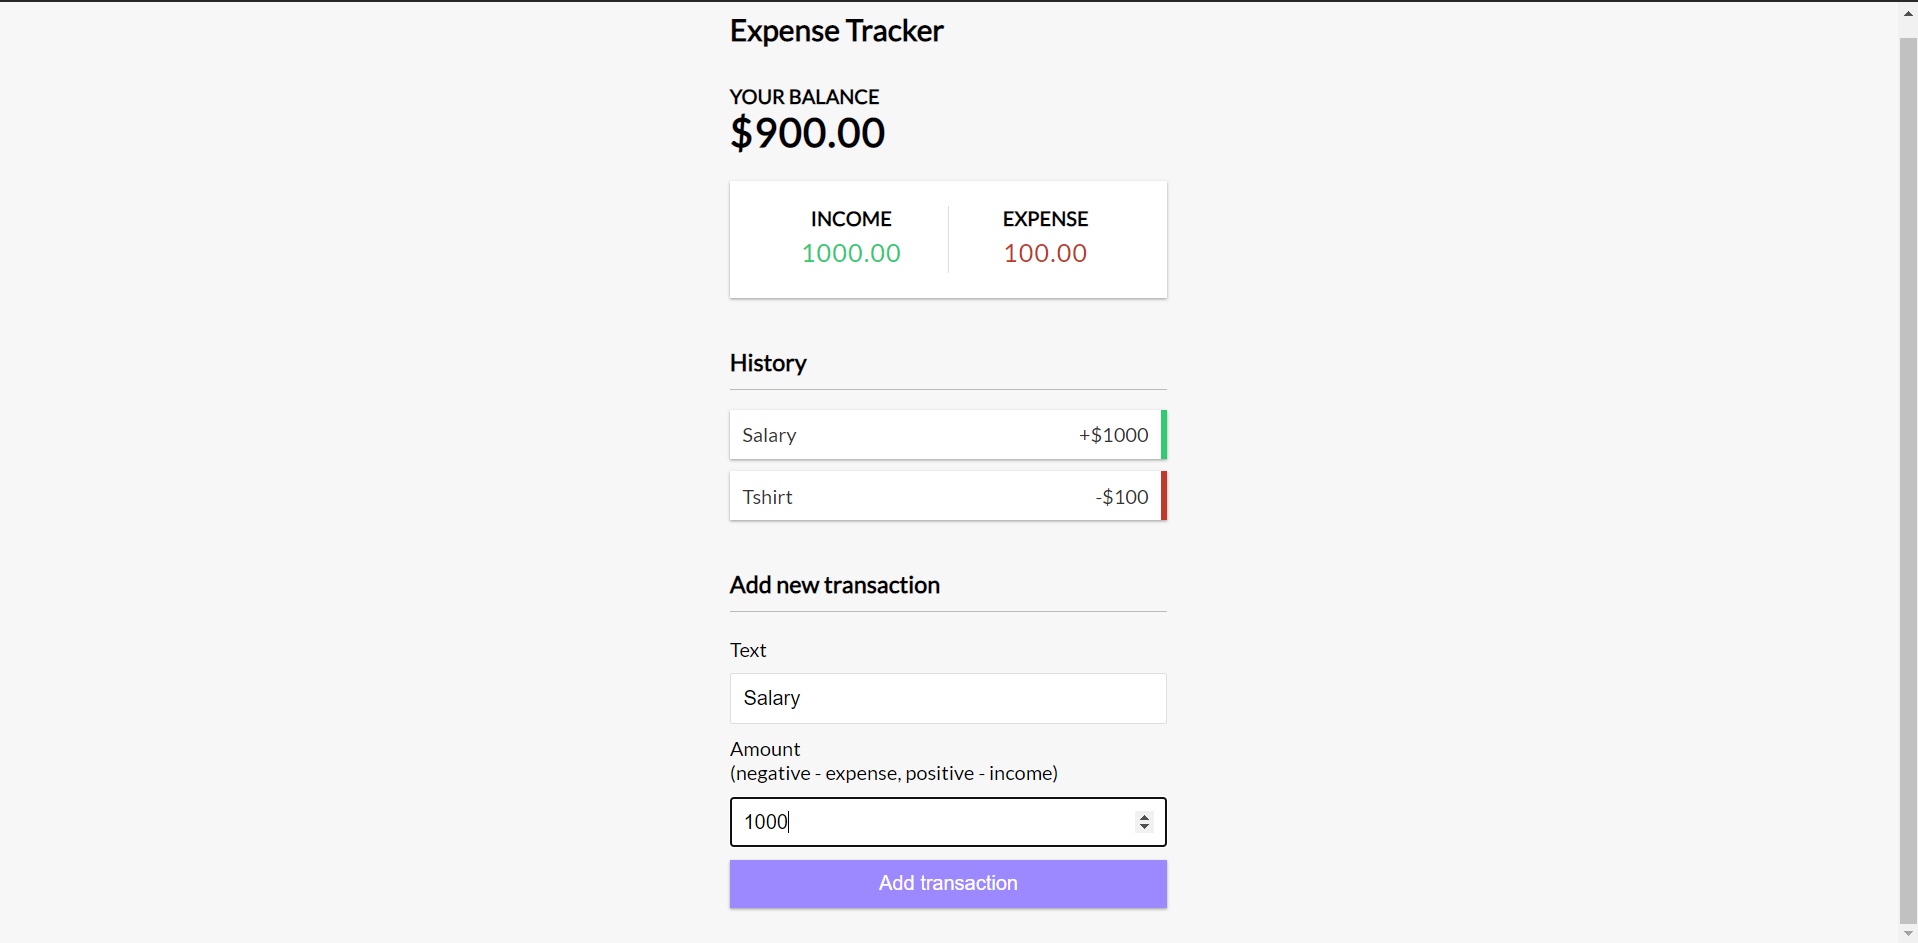 Expense Tracker
YOUR BALANCE
$900.00
INCOME EXPENSE
1000.00 100.00
History
Salary +$1000
Tshirt -$100
Add new transaction
Text
Salary
Amount
(negative - expense, positive - income)
1000
Add transaction